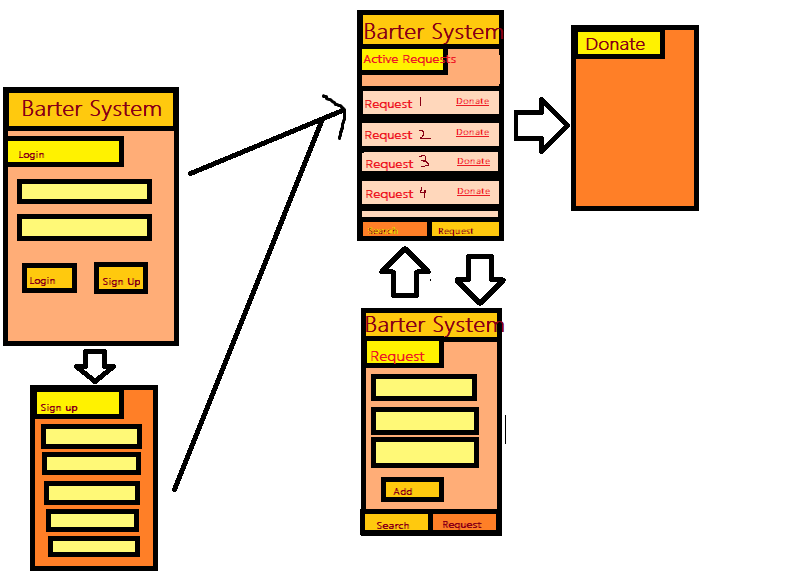 Barter System
Login
Login
Sign Up
Sign up
Barter System
Active Requests
Request 1 Donate
Request 2 Donate
Request 3 Donate
Request 4 Donate
Search Request
Donate
Barter System
Request
Add
Search Request